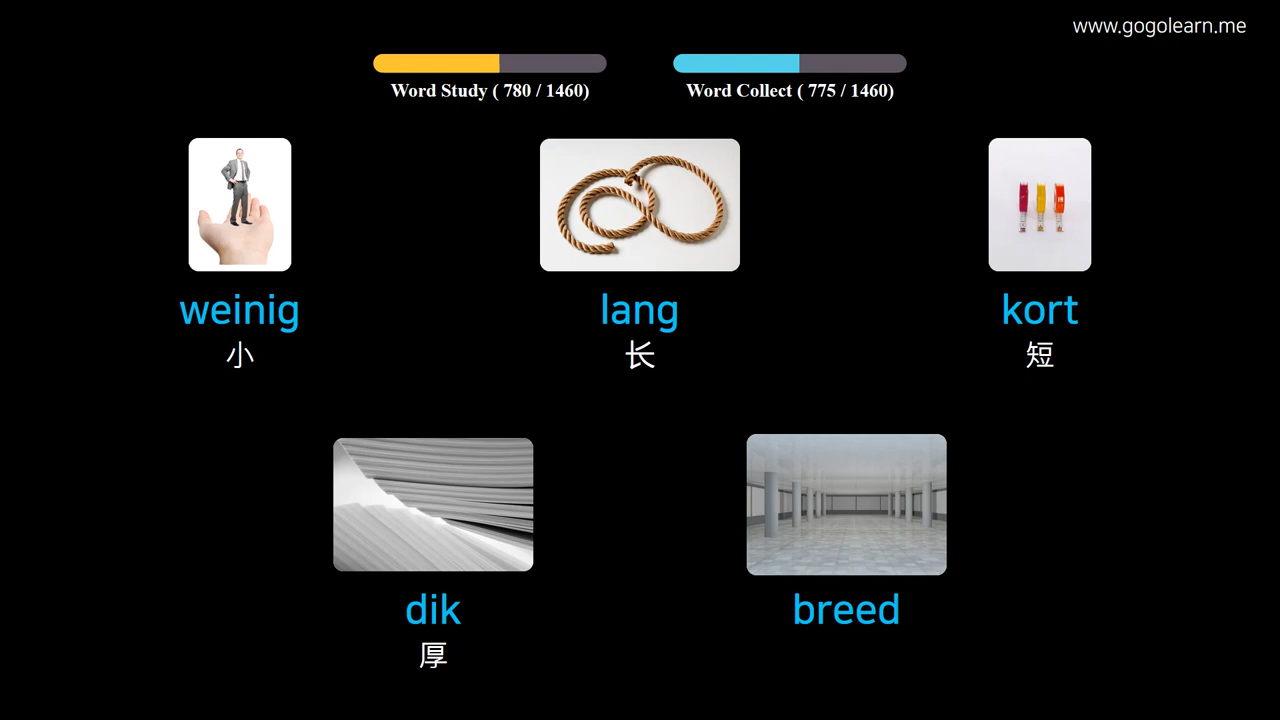 www.gogolearn.me
Word Study ( 780 / 1460)
Word Collect ( 775 / 1460)
weinig
小
lang
长
kort
短
dik
厚
breed